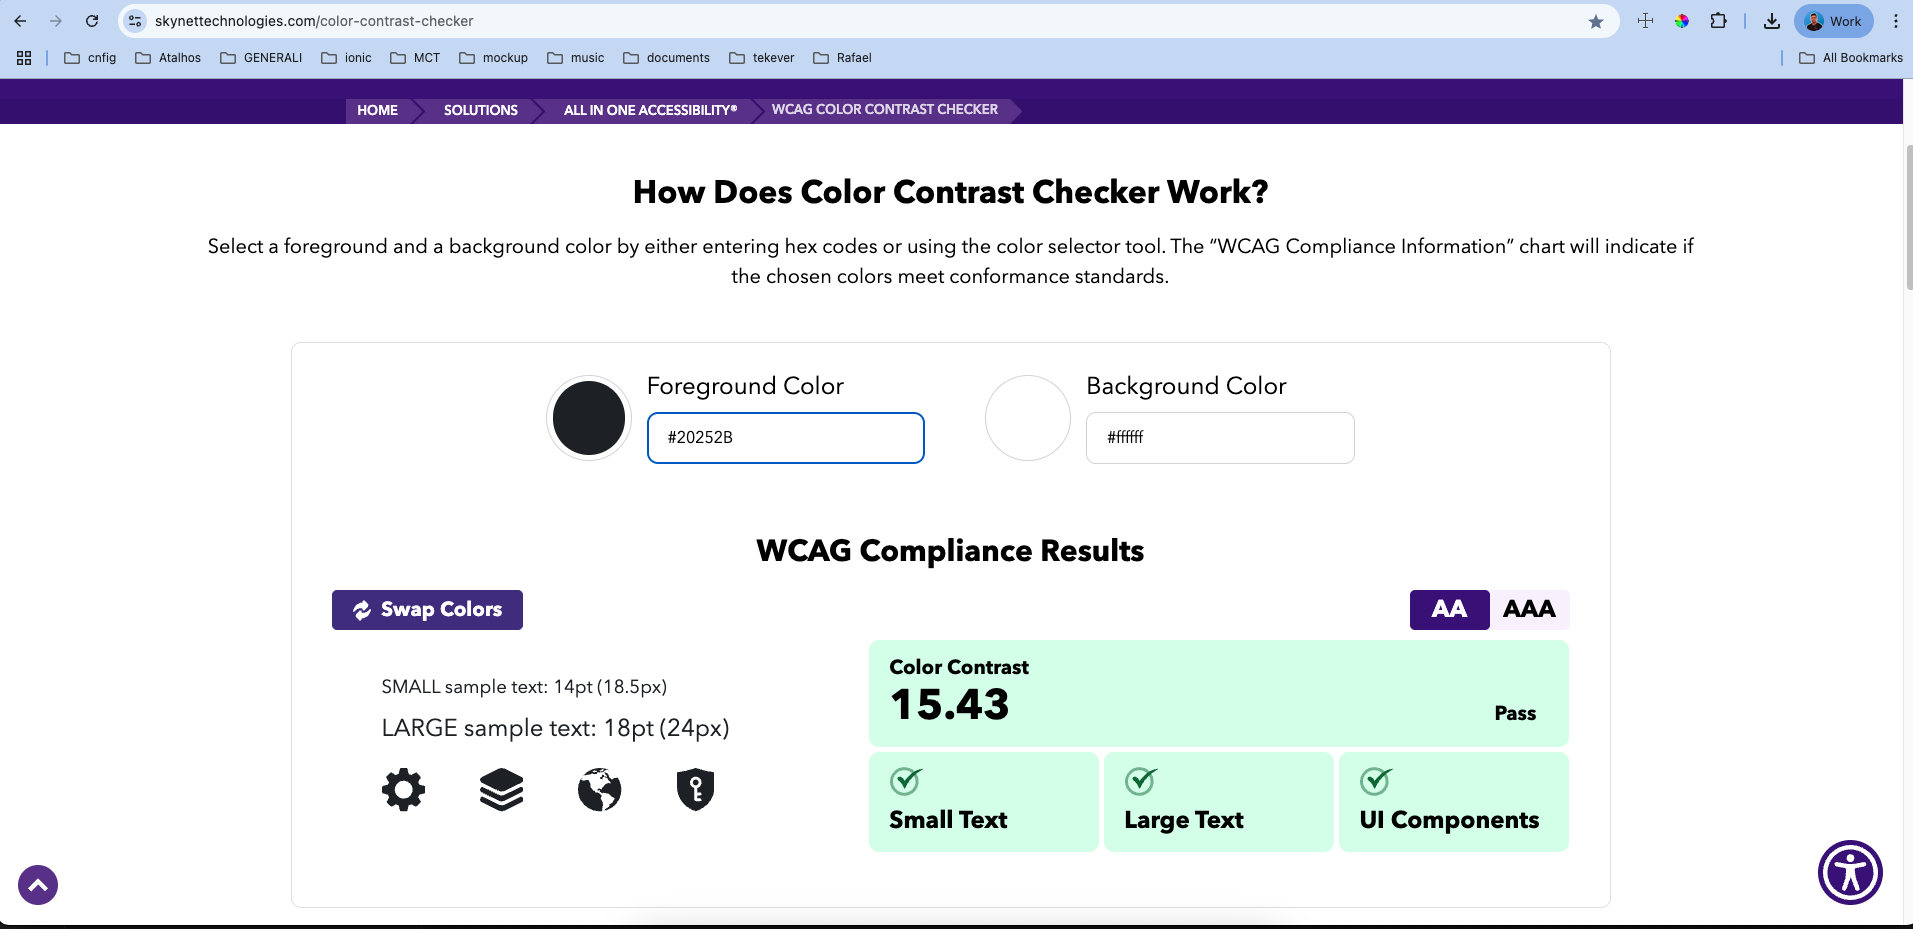 skynettechnologies.com/color-contrast-checker
Work
cnfig
Atalhos
GENERALI
ionic
MCT
mockup
music
documents
tekever
Rafael
All Bookmarks
HOME
SOLUTIONS
ALL IN ONE ACCESSIBILITY®
WCAG COLOR CONTRAST CHECKER
How Does Color Contrast Checker Work?
Select a foreground and a background color by either entering hex codes or using the color selector tool. The “WCAG Compliance Information” chart will indicate if
the chosen colors meet conformance standards.
Foreground Color
#20252B
Background Color
#ffffff
WCAG Compliance Results
Swap Colors
AA
AAA
SMALL sample text: 14pt (18.5px)
LARGE sample text: 18pt (24px)
Color Contrast
15.43
Pass
Small Text
Large Text
UI Components